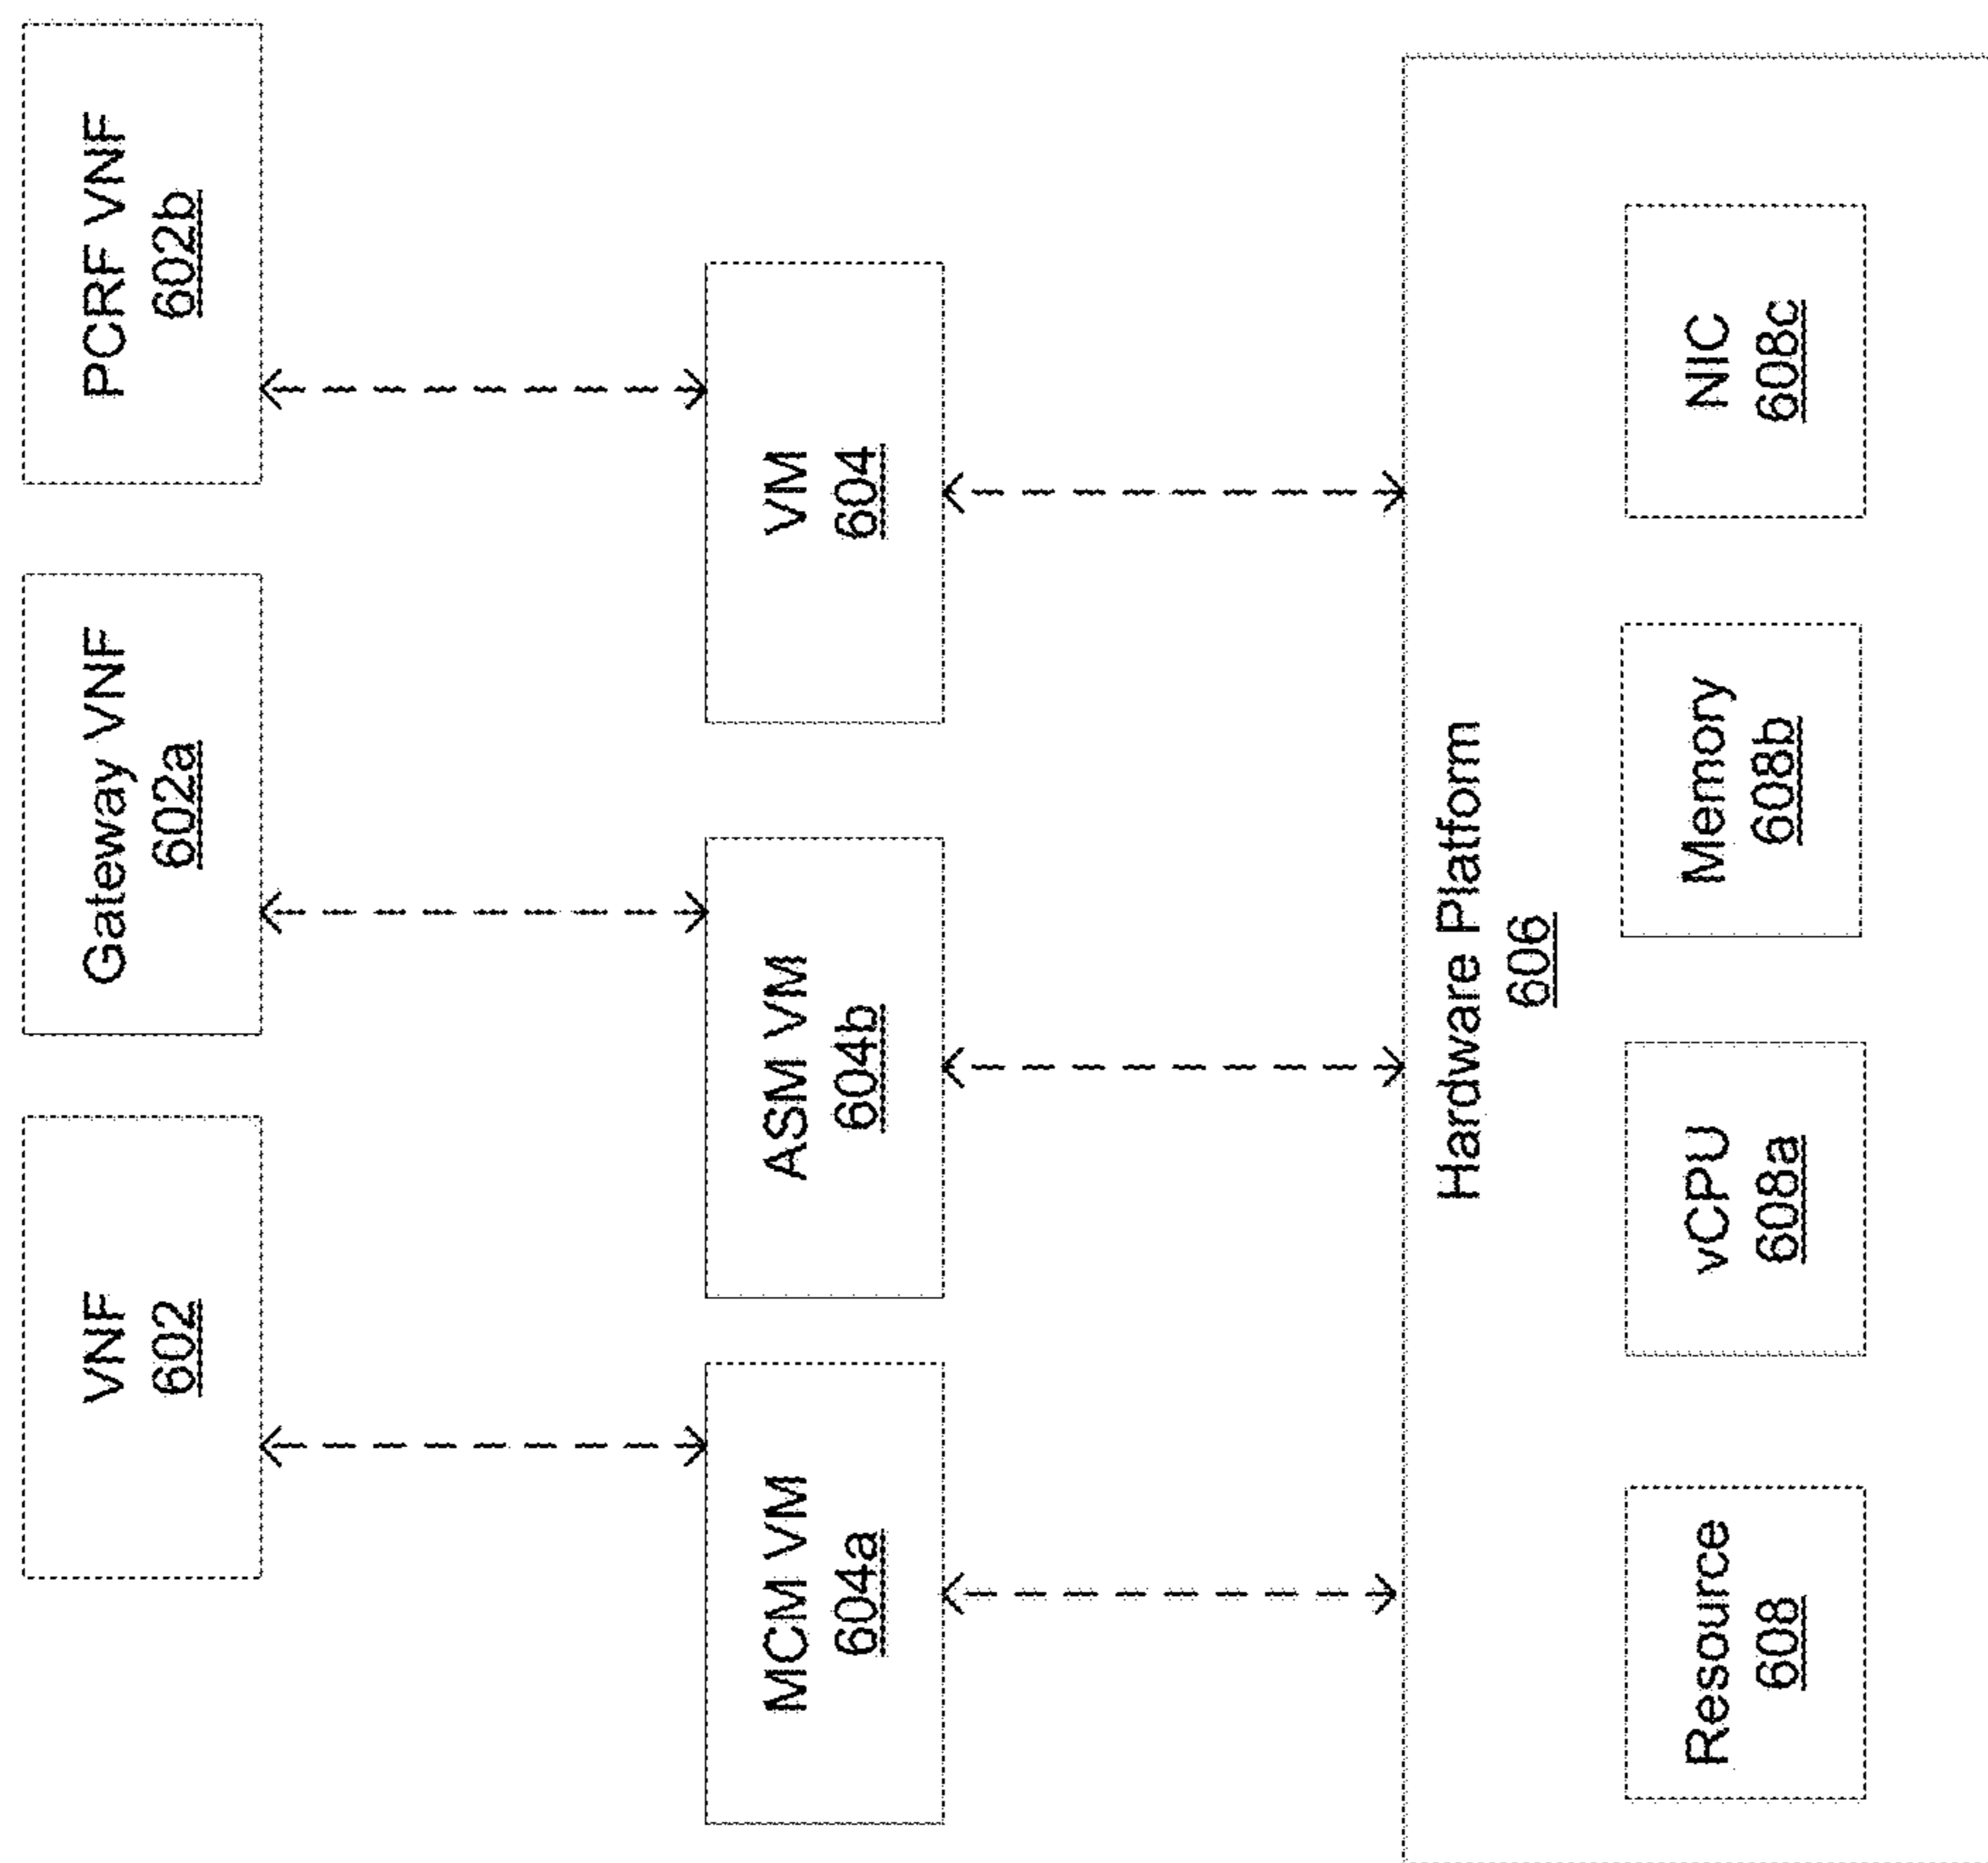 VNF
602
Gateway VNF
602a
PCRF VNF
602b
MCM VM
604a
ASM VM
604b
VM
604
Hardware Platform
606
Resource
608
vCPU
608a
Memory
608b
NIC
608c